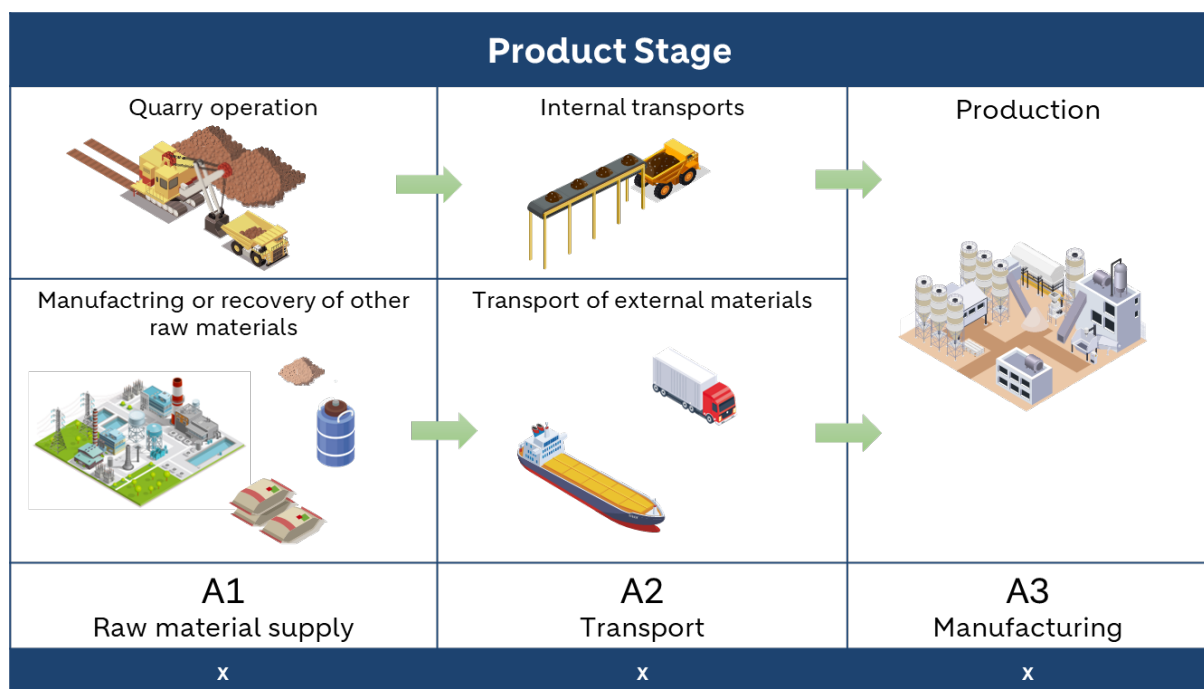 Product Stage
Quarry operation
Internal transports
Production
Manufactring or recovery of other
raw materials
Transport of external materials
A1
Raw material supply
A2
Transport
A3
Manufacturing
x
x
x